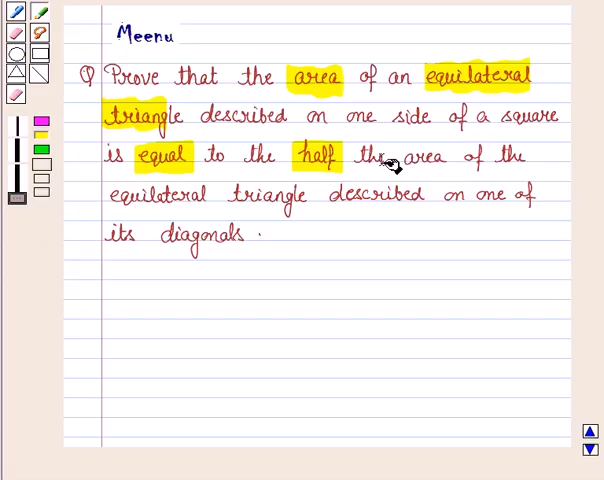 Meenu
Q Prove that the area of an equilateral
triangle described on one side of a square
is equal to the half the area of the
equilateral triangle described on one of
its diagonals .